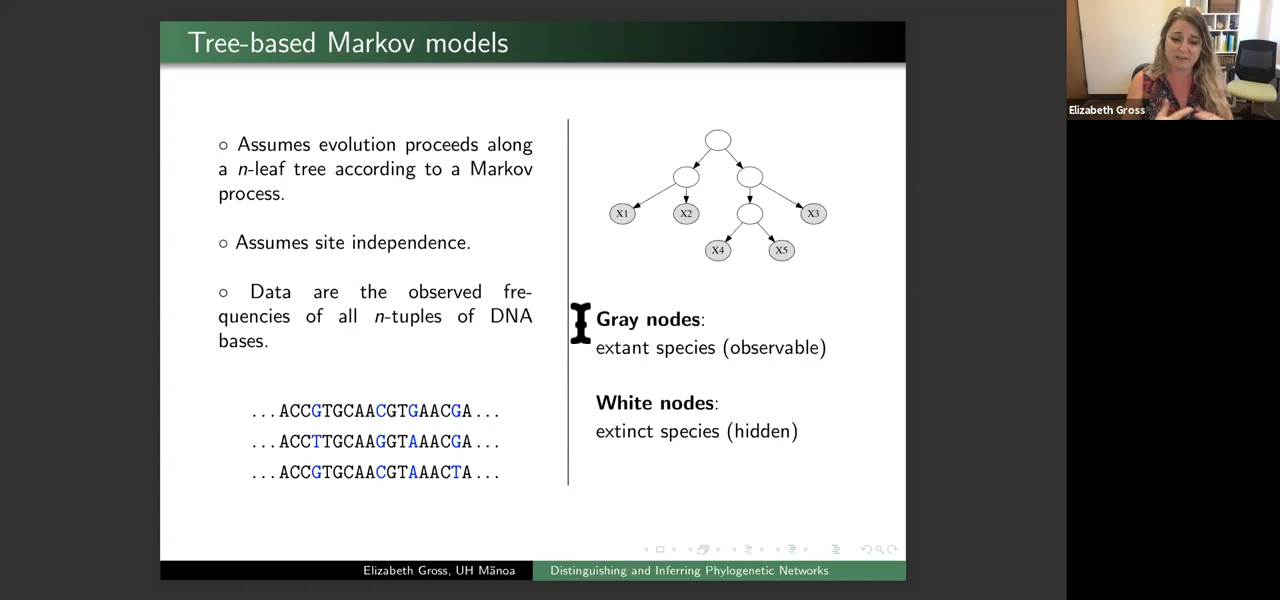 Tree-based Markov models
◦ Assumes evolution proceeds along
a n-leaf tree according to a Markov
process.
◦ Assumes site independence.
◦ Data are the observed fre-
quencies of all n-tuples of DNA
bases.
...ACCGTGCAACGTGAACGA...
...ACCTTGCAAGGTAAACGA...
...ACCGTGCAACGTAAACTA...
X1
X2
X3
X4
X5
Gray nodes:
extant species (observable)
White nodes:
extinct species (hidden)
Elizabeth Gross, UH Mānoa
Distinguishing and Inferring Phylogenetic Networks
Elizabeth Gross